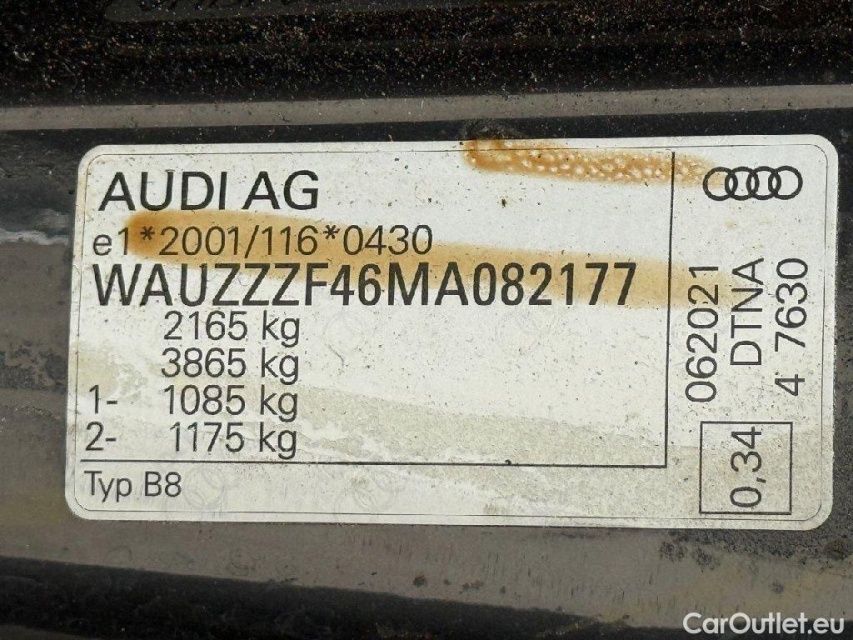 AUDI AG
e1*2001/116*0430
WAUZZZF46MA082177
2165 kg
3865 kg
1- 1085 kg
2- 1175 kg
Typ B8
062021
DTNA
4 7630
0,34
CarOutlet.eu